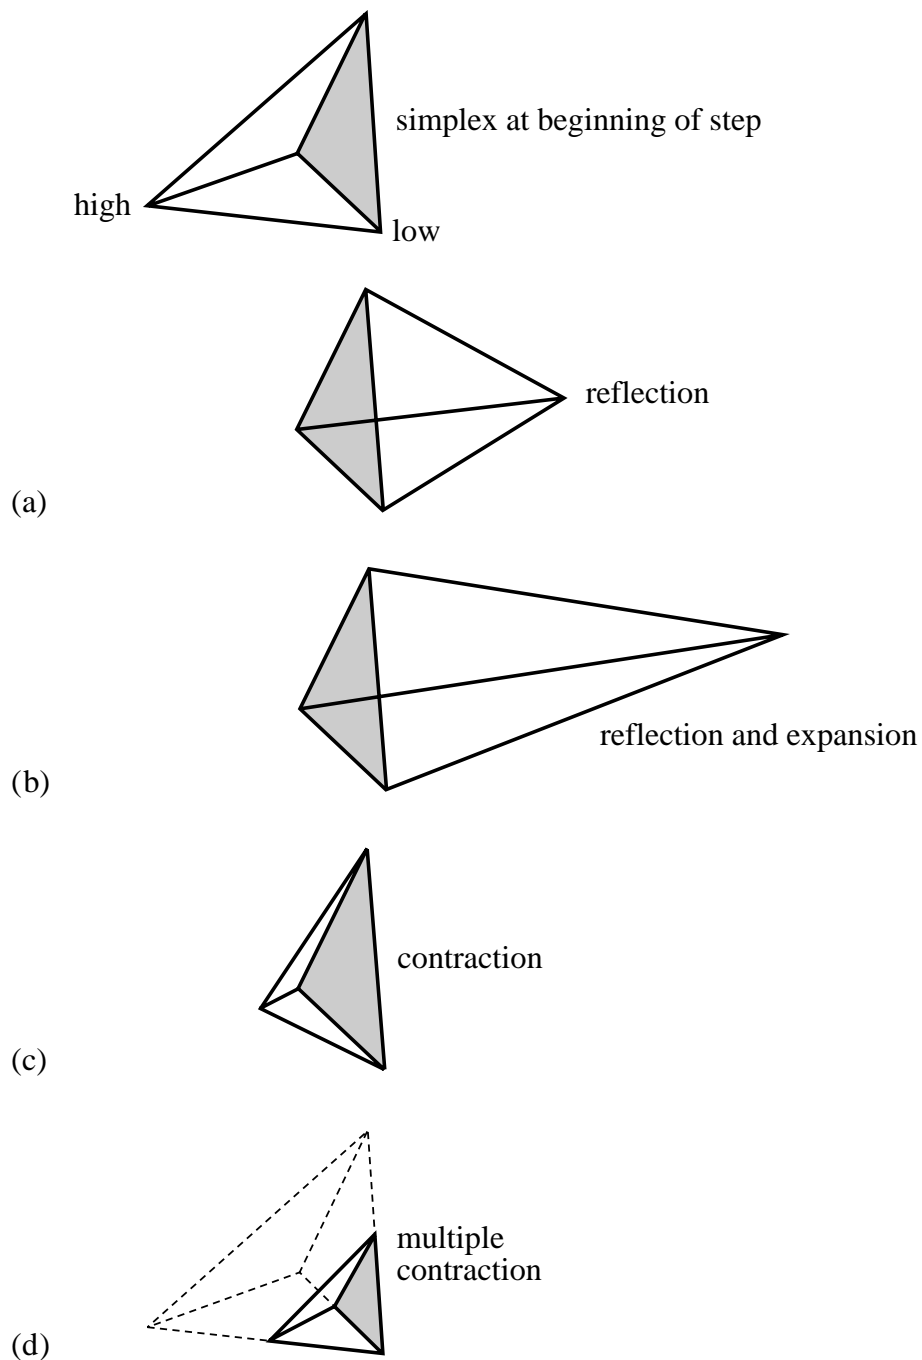 simplex at beginning of step
high
low
reflection
(a)
reflection and expansion
(b)
contraction
(c)
multiple
contraction
(d)